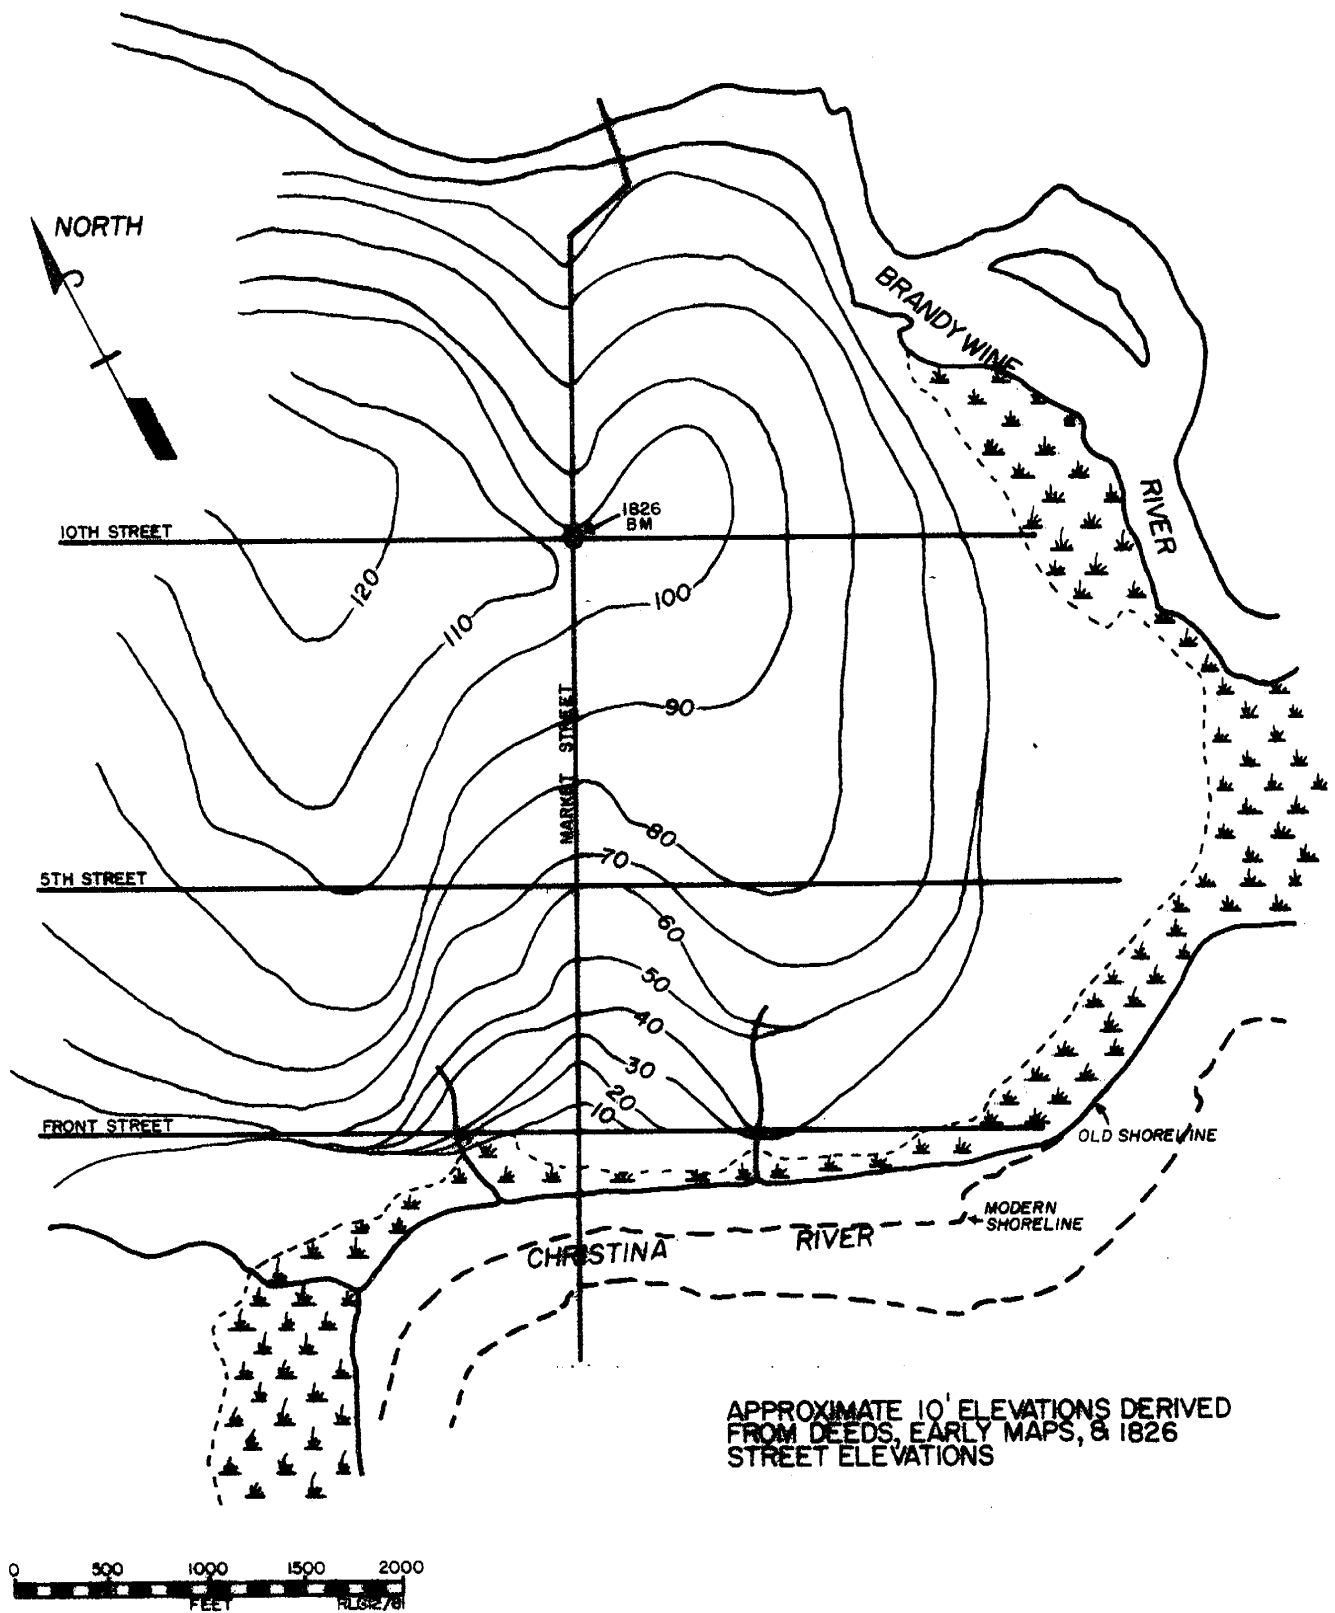 NORTH
BRANDYWINE
RIVER
1826
BM
10TH STREET
120
110
100
MARKET STREET
90
80
70
5TH STREET
60
50
40
30
20
10
FRONT STREET
OLD SHORELINE
MODERN
SHORELINE
CHRISTINA RIVER
APPROXIMATE 10' ELEVATIONS DERIVED
FROM DEEDS, EARLY MAPS, & 1826
STREET ELEVATIONS
0 500 1000 1500 2000
FEET